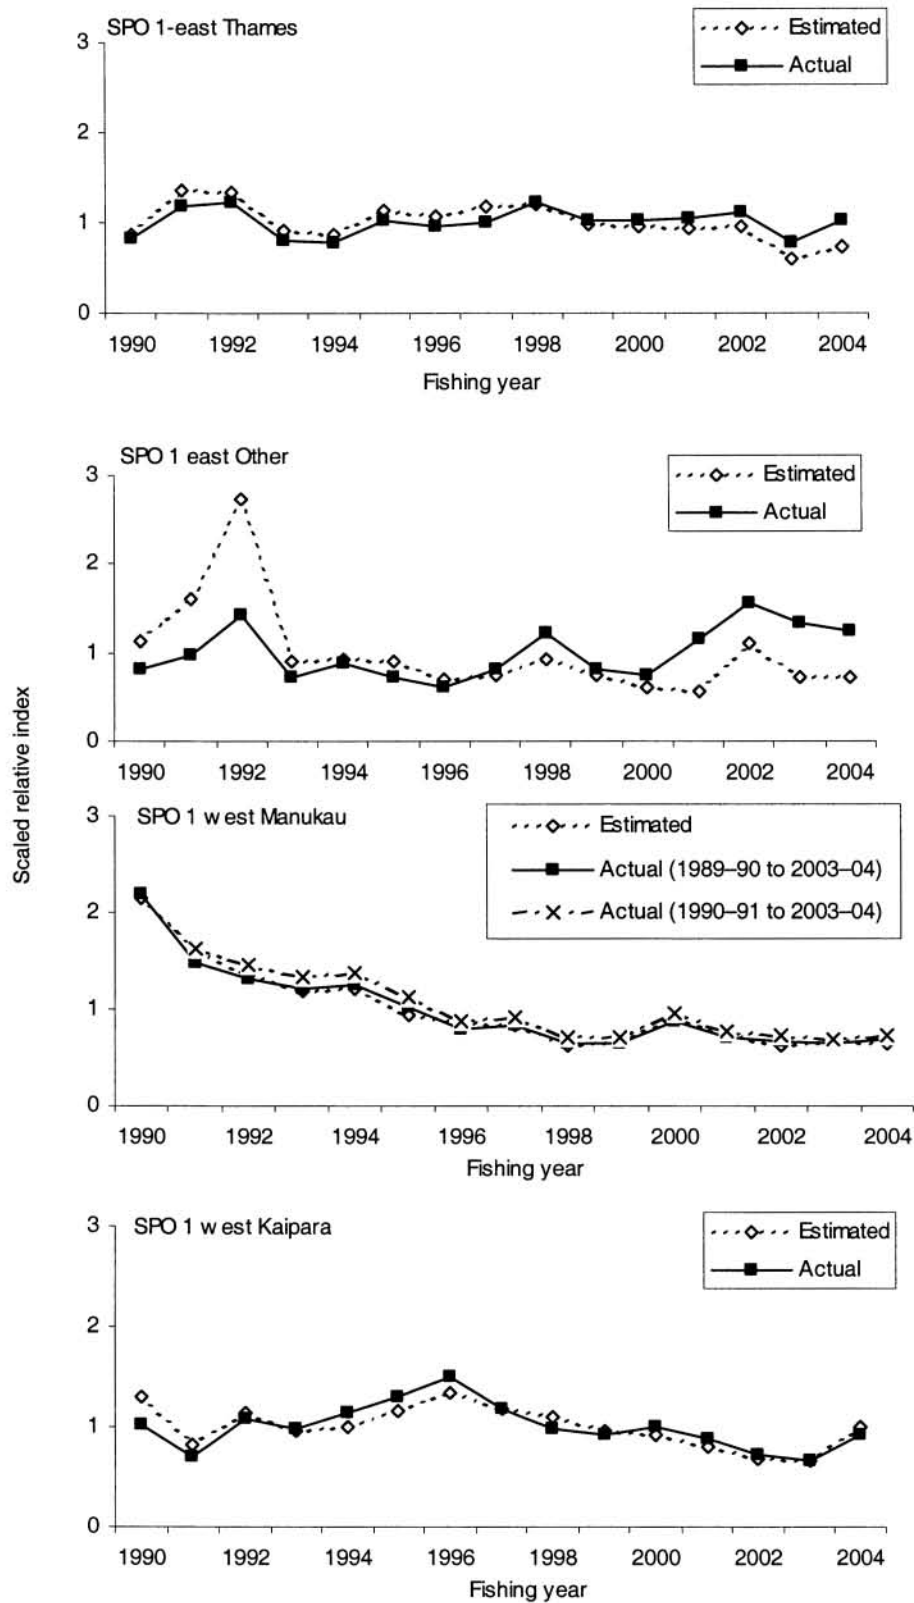 SPO 1-east Thames
Estimated
Actual
3
2
1
0
1990 1992 1994 1996 1998 2000 2002 2004
Fishing year
SPO 1 east Other
Estimated
Actual
3
2
1
0
1990 1992 1994 1996 1998 2000 2002 2004
Scaled relative index
SPO 1 west Manukau
Estimated
Actual (1989–90 to 2003–04)
Actual (1990–91 to 2003–04)
3
2
1
0
1990 1992 1994 1996 1998 2000 2002 2004
Fishing year
SPO 1 west Kaipara
Estimated
Actual
3
2
1
0
1990 1992 1994 1996 1998 2000 2002 2004
Fishing year